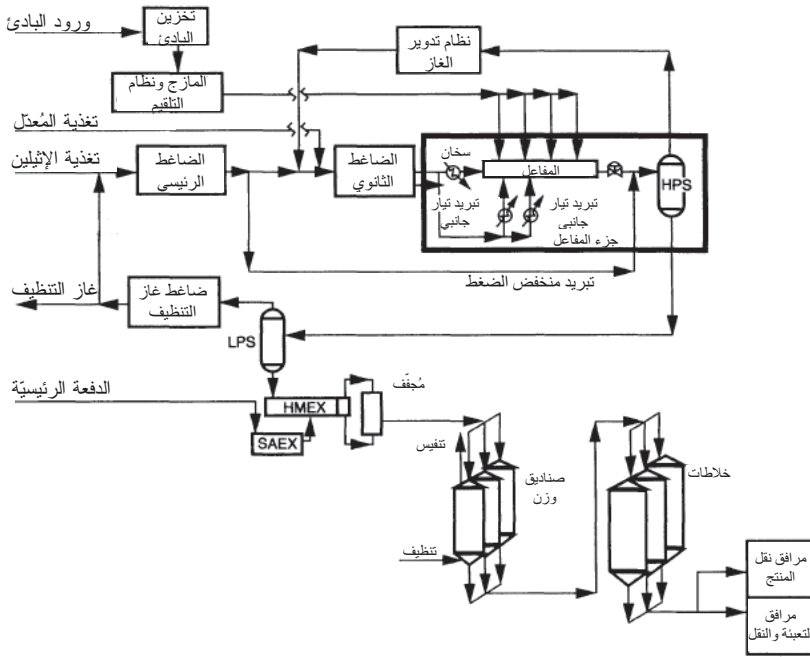 ورود البادئ
تخزين
البادئ
المازج ونظام
التلقيم
نظام تدوير
الغاز
تغذية المُعدّل
تغذية الإثيلين
الضاغط
الرئيسي
الضاغط
الثانوي
سخان
المفاعل
HPS
تبريد تيار
جانبي
تبريد تيار
جانبي
جزء المفاعل
تبريد منخفض الضغط
غاز التنظيف
ضاغط غاز
التنظيف
LPS
الدفعة الرئيسيّة
HMEX
SAEX
مُجفّف
تنفيس
صناديق
وزن
تنظيف
خلاطات
مرافق نقل
المنتج
مرافق
التعبئة والنقل